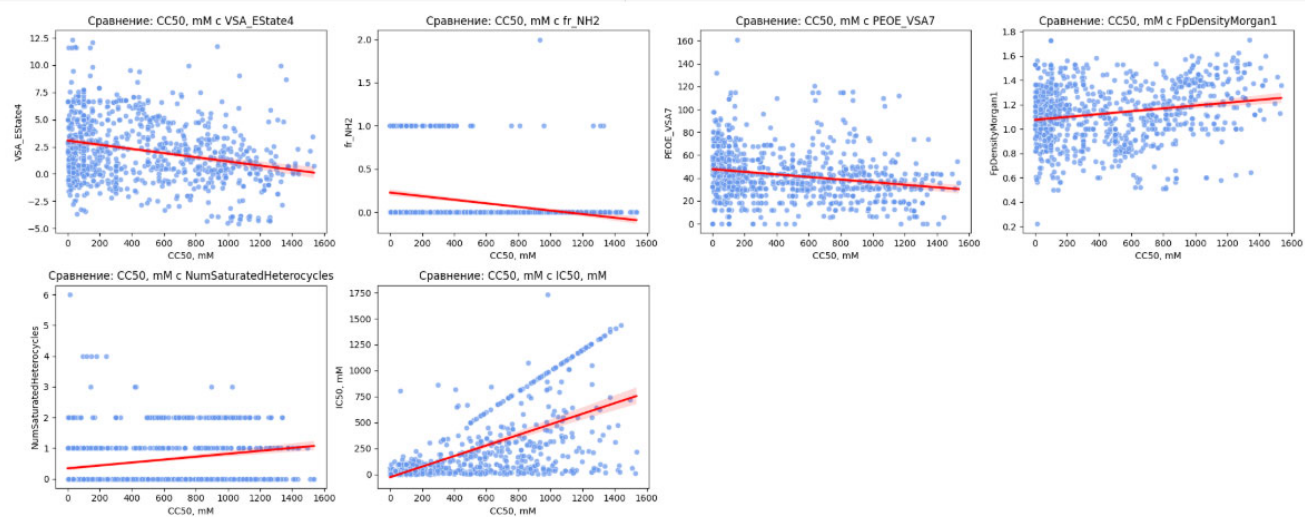 Сравнение: CC50, mM с VSA_EState4
12.5
10.0
7.5
5.0
2.5
0.0
−2.5
−5.0
VSA_EState4
0 200 400 600 800 1000 1200 1400 1600
CC50, mM
Сравнение: CC50, mM с fr_NH2
2.0
1.5
1.0
0.5
0.0
fr_NH2
0 200 400 600 800 1000 1200 1400 1600
CC50, mM
Сравнение: CC50, mM с PEOE_VSA7
160
140
120
100
80
60
40
20
0
PEOE_VSA7
0 200 400 600 800 1000 1200 1400 1600
CC50, mM
Сравнение: CC50, mM с FpDensityMorgan1
1.8
1.6
1.4
1.2
1.0
0.8
0.6
0.4
0.2
FpDensityMorgan1
0 200 400 600 800 1000 1200 1400 1600
CC50, mM
Сравнение: CC50, mM с NumSaturatedHeterocycles
6
5
4
3
2
1
0
NumSaturatedHeterocycles
0 200 400 600 800 1000 1200 1400 1600
CC50, mM
Сравнение: CC50, mM с IC50, mM
1750
1500
1250
1000
750
500
250
0
IC50, mM
0 200 400 600 800 1000 1200 1400 1600
CC50, mM